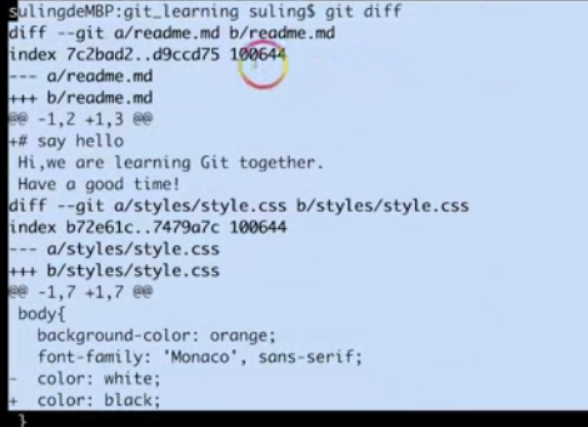 sulingdeMBP:git_learning suling$ git diff
diff --git a/readme.md b/readme.md
index 7c2bad2..d9ccd75 100644
--- a/readme.md
+++ b/readme.md
@@ -1,2 +1,3 @@
+# say hello
 Hi,we are learning Git together.
 Have a good time!
diff --git a/styles/style.css b/styles/style.css
index b72e61c..7479a7c 100644
--- a/styles/style.css
+++ b/styles/style.css
@@ -1,7 +1,7 @@
 body{
   background-color: orange;
   font-family: 'Monaco', sans-serif;
-  color: white;
+  color: black;
 }